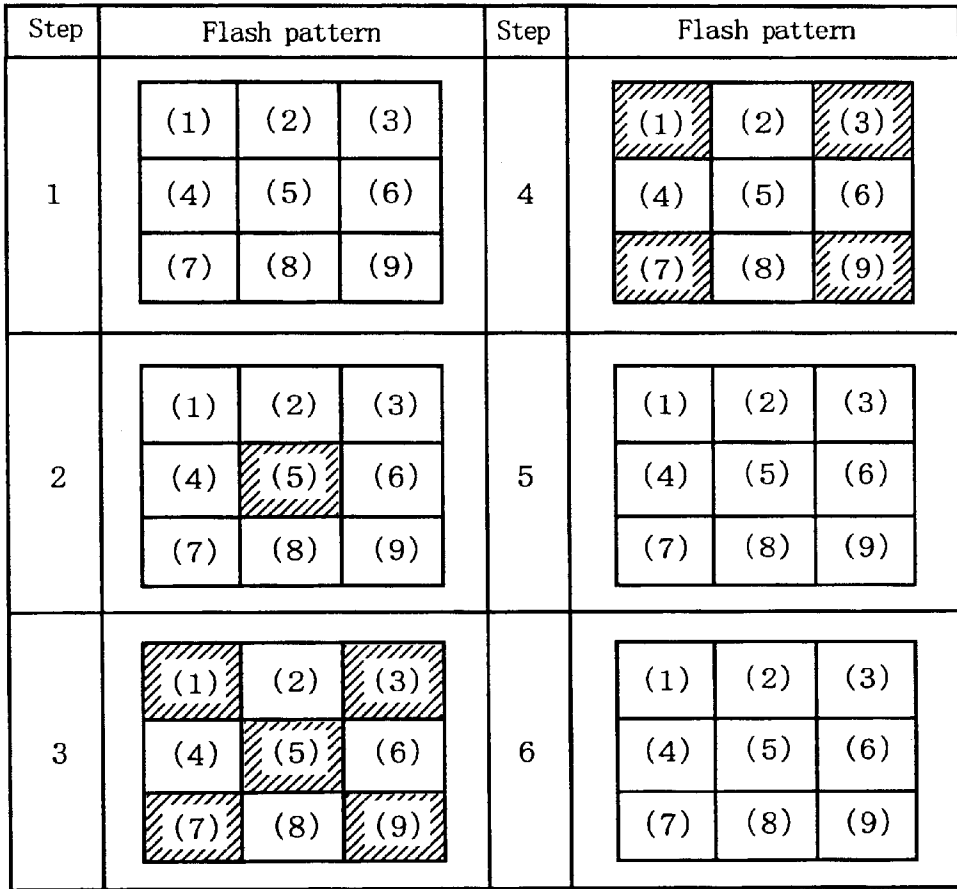 Step Flash pattern Step Flash pattern
(1) (2) (3) (1) (2) (3)
1 (4) (5) (6) 4 (4) (5) (6)
(7) (8) (9) (7) (8) (9)
(1) (2) (3) (1) (2) (3)
2 (4) (5) (6) 5 (4) (5) (6)
(7) (8) (9) (7) (8) (9)
(1) (2) (3) (1) (2) (3)
3 (4) (5) (6) 6 (4) (5) (6)
(7) (8) (9) (7) (8) (9)